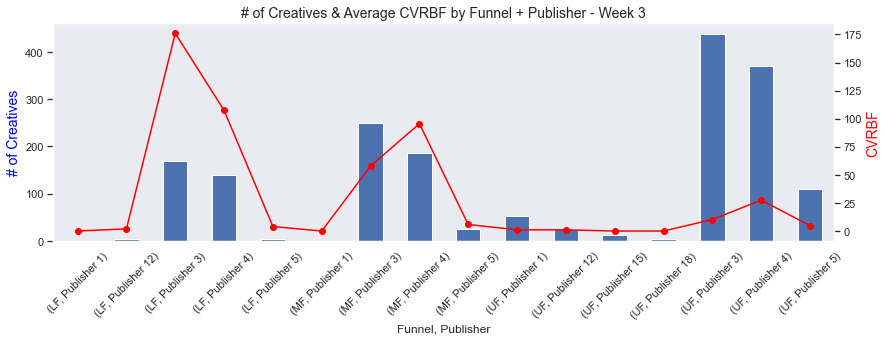 # of Creatives & Average CVRBF by Funnel + Publisher - Week 3
# of Creatives
400
300
200
100
0
175
150
125
100
75
50
25
0
CVRBF
(LF, Publisher 1)
(LF, Publisher 12)
(LF, Publisher 3)
(LF, Publisher 4)
(LF, Publisher 5)
(MF, Publisher 1)
(MF, Publisher 3)
(MF, Publisher 4)
(MF, Publisher 5)
(UF, Publisher 1)
(UF, Publisher 12)
(UF, Publisher 15)
(UF, Publisher 18)
(UF, Publisher 3)
(UF, Publisher 4)
(UF, Publisher 5)
Funnel, Publisher